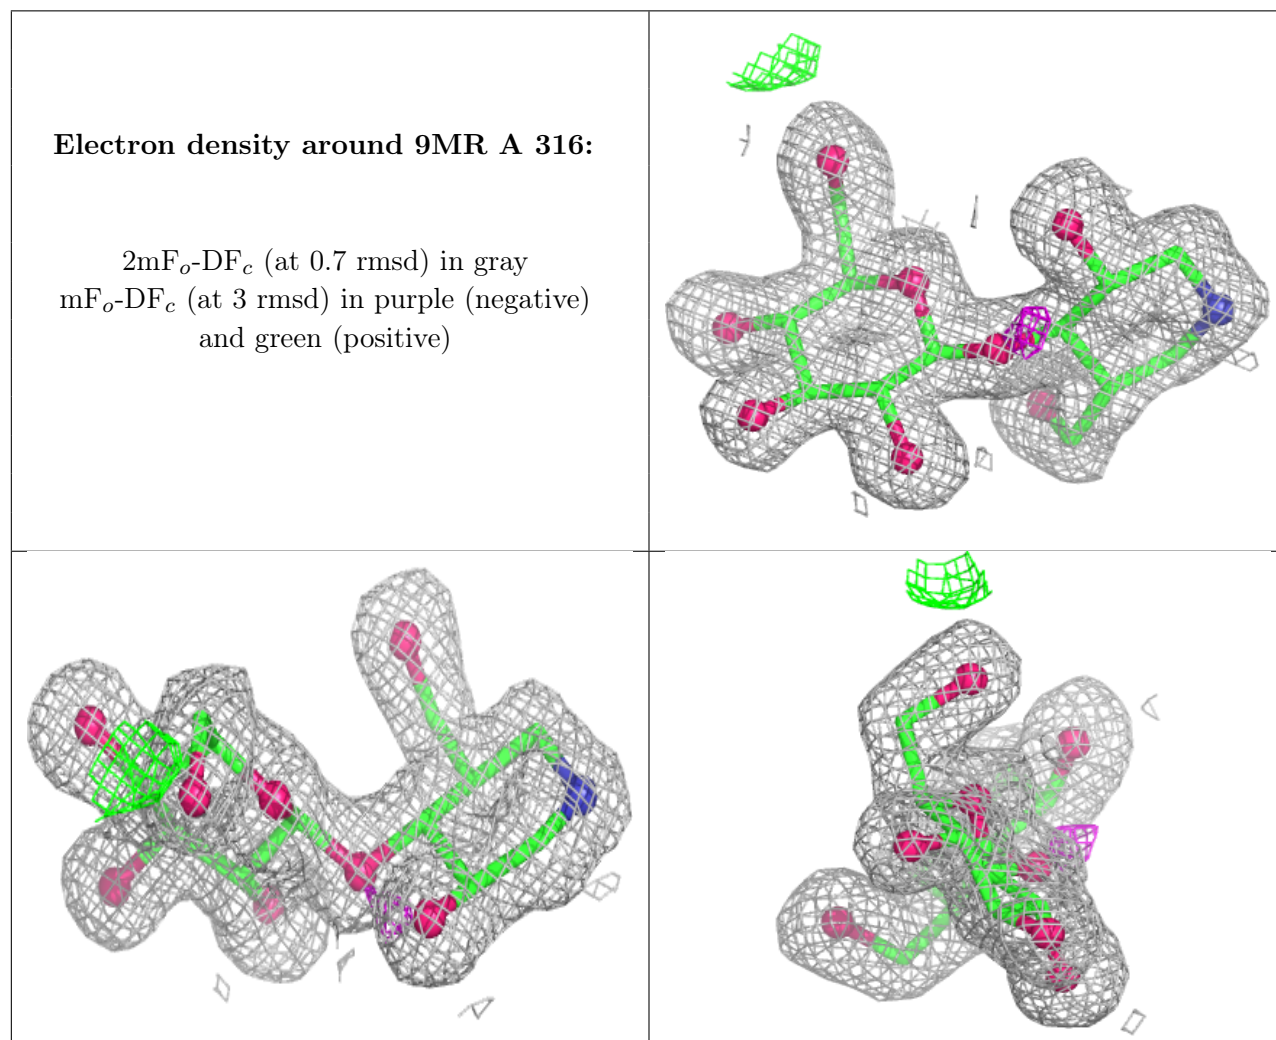 Electron density around 9MR A 316:
2mFo-DFc (at 0.7 rmsd) in gray
mFo-DFc (at 3 rmsd) in purple (negative)
and green (positive)